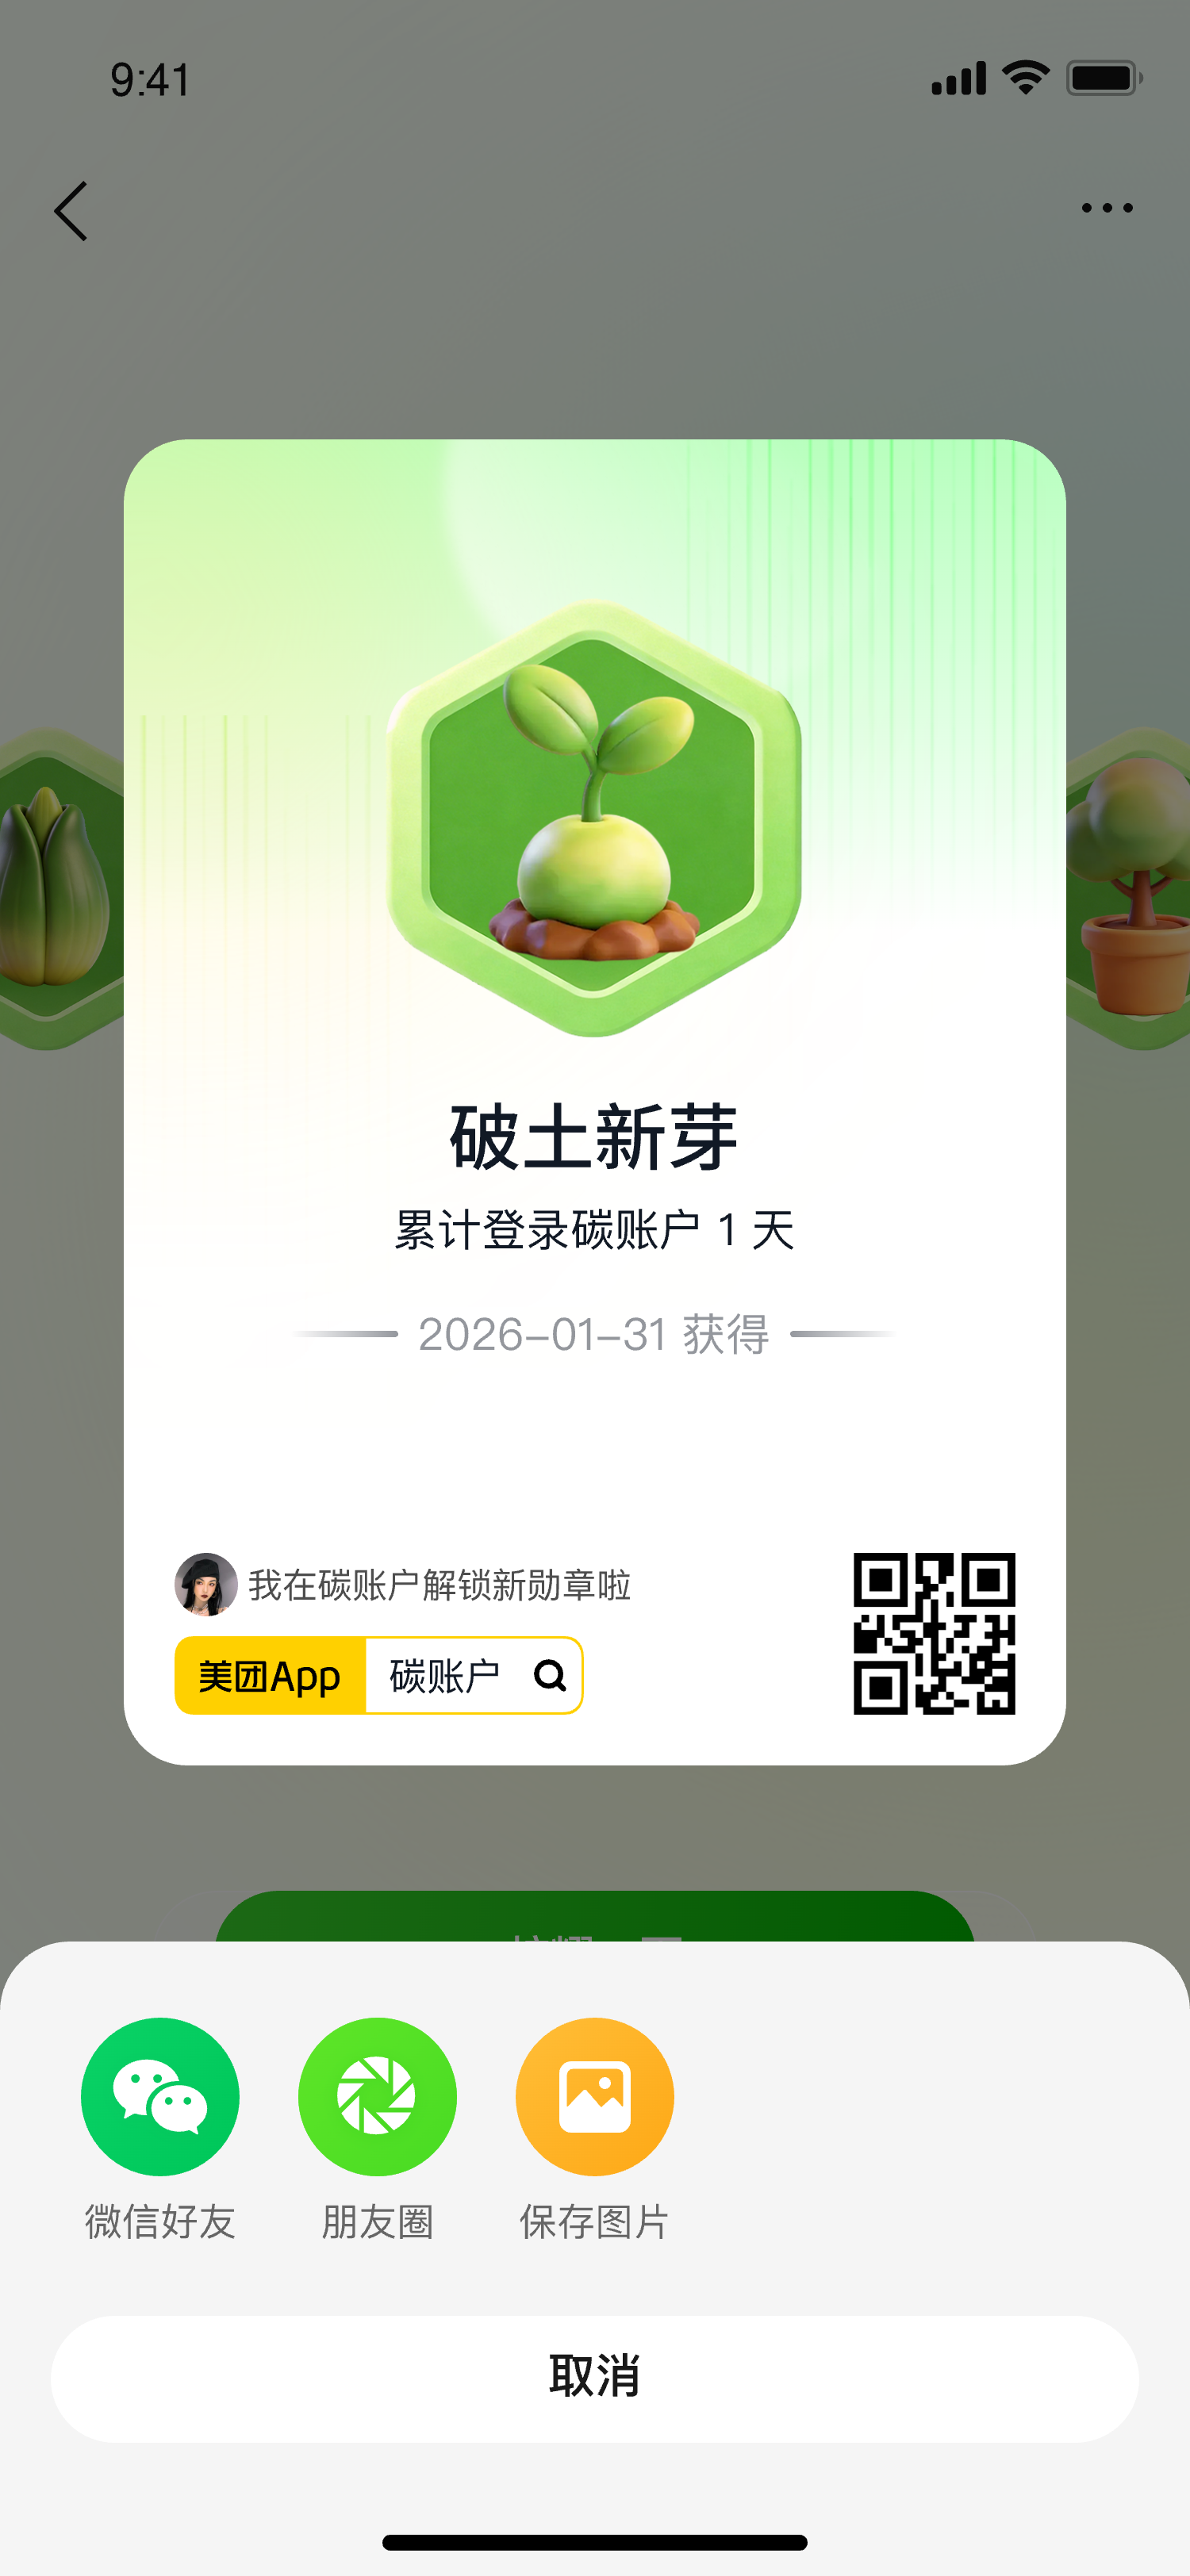 9:41
破土新芽
累计登录碳账户 1 天
2026-01-31 获得
我在碳账户解锁新勋章啦
美团App 碳账户
微信好友 朋友圈 保存图片
取消